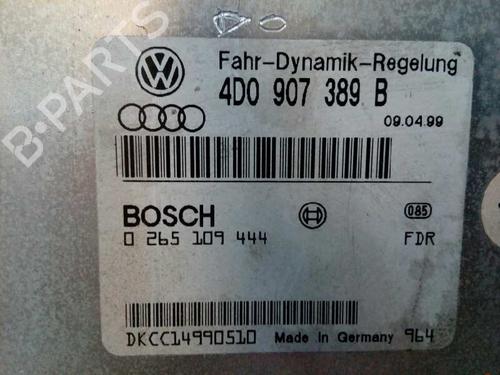 B-PARTS
Fahr-Dynamik-Regelung
4D0 907 389 B
09.04.99
BOSCH
085
0 265 109 444
FDR
DKCC14990510 Made in Germany 964